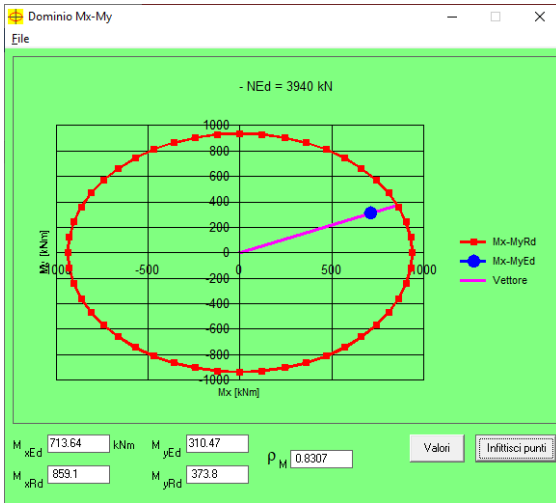 Dominio Mx-My
File
- NEd = 3940 kN
1000
800
600
400
200
0
-200
-400
-600
-800
-1000
-1000 -500 0 500 1000
My [kNm]
Mx [kNm]
Mx-MyRd
Mx-MyEd
Vettore
M xEd 713.64 kNm M yEd 310.47
ρ M 0.8307
Valori Infittisci punti
M xRd 859.1 M yRd 373.8